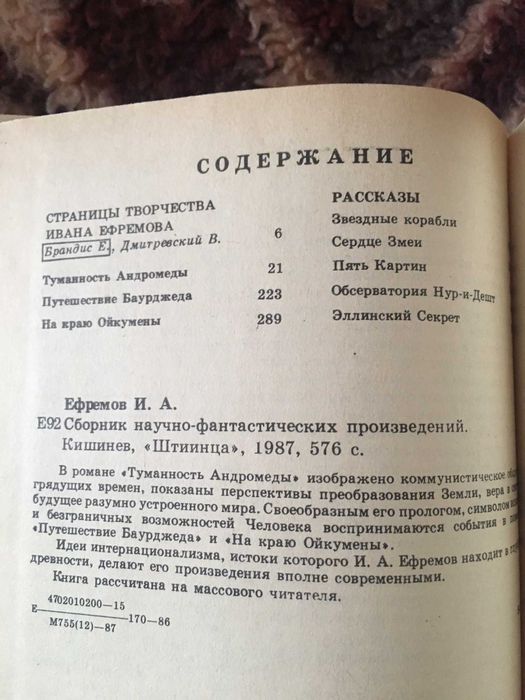 СОДЕРЖАНИЕ
СТРАНИЦЫ ТВОРЧЕСТВА
ИВАНА ЕФРЕМОВА
Брандис Е., Дмитревский В. 6
Туманность Андромеды 21
Путешествие Баурджеда 223
На краю Ойкумены 289
РАССКАЗЫ
Звездные корабли
Сердце Змеи
Пять Картин
Обсерватория Нур-и-Дешт
Эллинский Секрет
Ефремов И. А.
Е92 Сборник научно-фантастических произведений.
Кишинев, «Штиинца», 1987, 576 с.
В романе «Туманность Андромеды» изображено коммунистическое
грядущих времен, показаны перспективы преобразования Земли, вера в
будущее разумно устроенного мира. Своеобразным его прологом, символом
и безграничных возможностей Человека воспринимаются события в
«Путешествие Баурджеда» и «На краю Ойкумены».
Идеи интернационализма, истоки которого И. А. Ефремов находит в
древности, делают его произведения вполне современными.
Книга рассчитана на массового читателя.
4702010200—15
Е 170—86
М755(12)—87